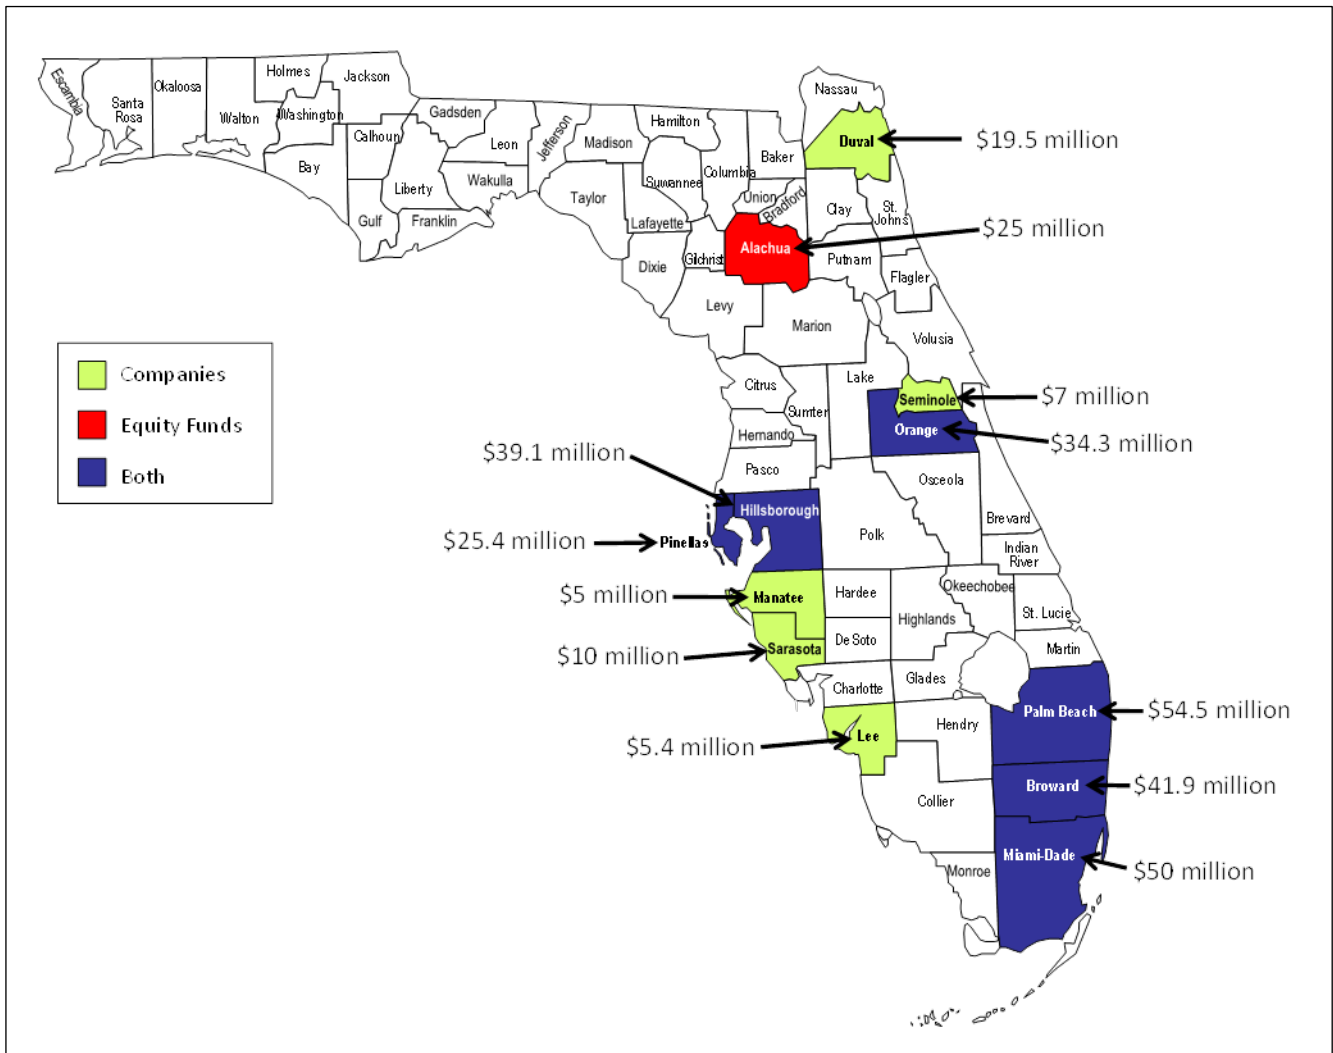 Escambia
Santa
Rosa
Okaloosa
Walton
Holmes
Washington
Jackson
Bay
Calhoun
Gulf
Liberty
Gadsden
Franklin
Leon
Wakulla
Jefferson
Madison
Taylor
Hamilton
Suwannee
Lafayette
Dixie
Columbia
Gilchrist
Baker
Union
Bradford
Nassau
Duval
$19.5 million
Clay
St.
Johns
Alachua
$25 million
Putnam
Flagler
Levy
Marion
Volusia
Companies
Equity Funds
Both
Citrus
Lake
Sumter
Seminole
$7 million
Orange
$34.3 million
Hernando
$39.1 million
Pasco
Osceola
Hillsborough
Brevard
$25.4 million
Pinellas
Polk
Indian
River
$5 million
Manatee
Hardee
Highlands
Okeechobee
St. Lucie
$10 million
Sarasota
De Soto
Martin
Charlotte
Glades
Palm Beach
$54.5 million
$5.4 million
Lee
Hendry
Broward
$41.9 million
Collier
Miami-Dade
$50 million
Monroe